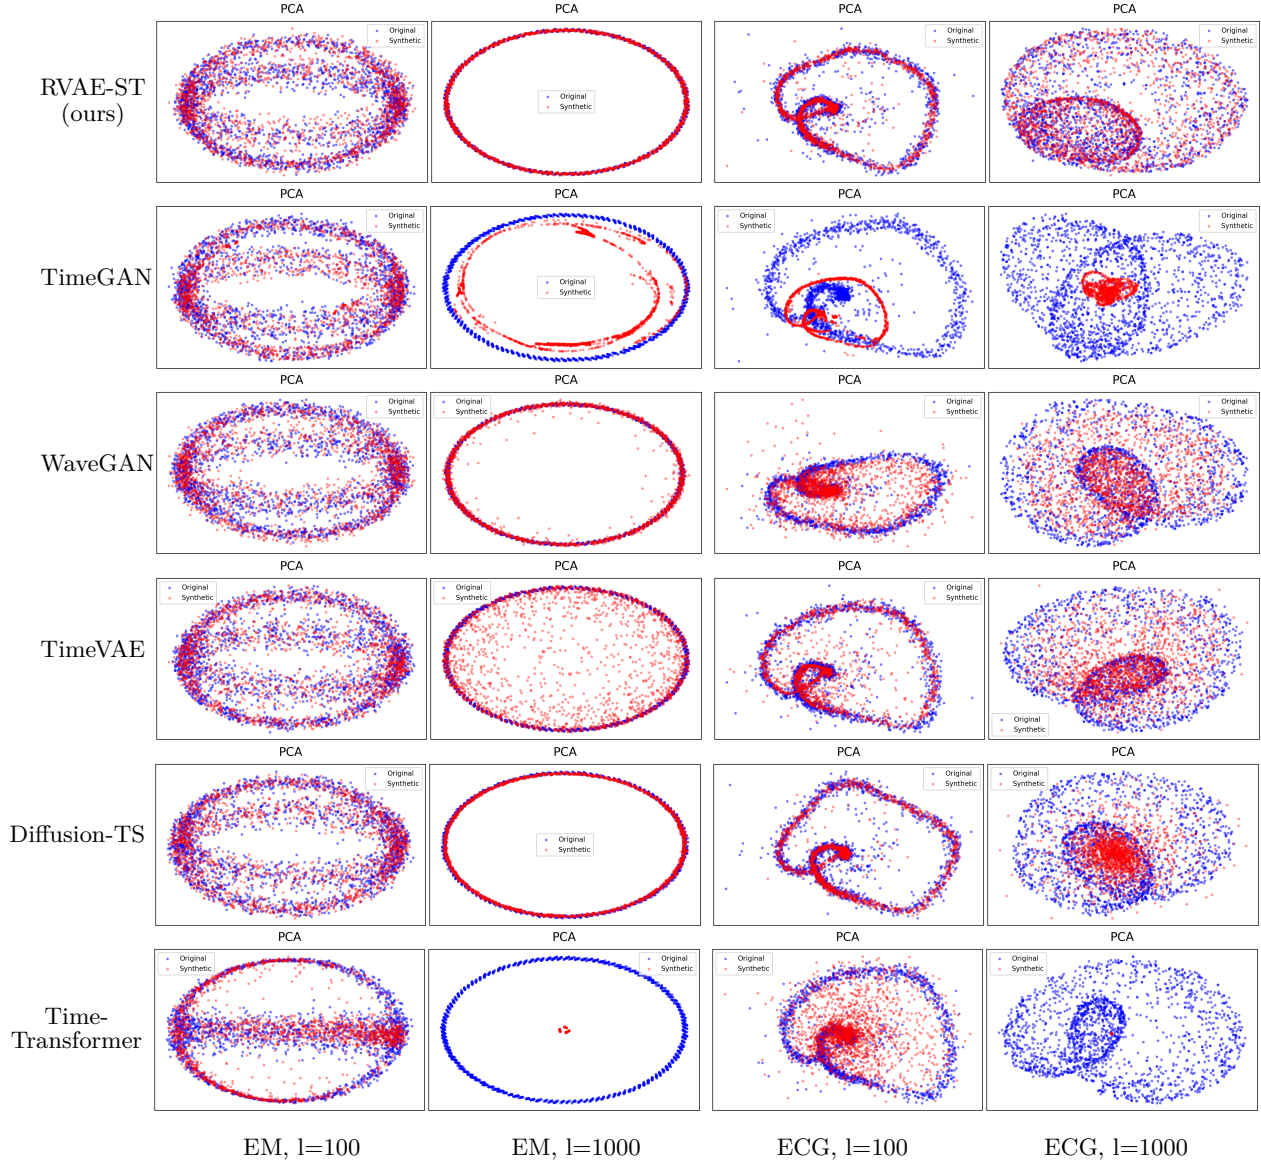 PCA
PCA
PCA
PCA
Original
Synthetic
Original
Synthetic
Original
Synthetic
Original
Synthetic
RVAE-ST
(ours)
PCA
PCA
PCA
PCA
Original
Synthetic
Original
Synthetic
Original
Synthetic
Original
Synthetic
TimeGAN
PCA
PCA
PCA
PCA
Original
Synthetic
Original
Synthetic
Original
Synthetic
Original
Synthetic
WaveGAN
PCA
PCA
PCA
PCA
Original
Synthetic
Original
Synthetic
Original
Synthetic
Original
Synthetic
TimeVAE
PCA
PCA
PCA
PCA
Original
Synthetic
Original
Synthetic
Original
Synthetic
Original
Synthetic
Diffusion-TS
PCA
PCA
PCA
PCA
Original
Synthetic
Original
Synthetic
Original
Synthetic
Original
Synthetic
Time-
Transformer
EM, l=100
EM, l=1000
ECG, l=100
ECG, l=1000